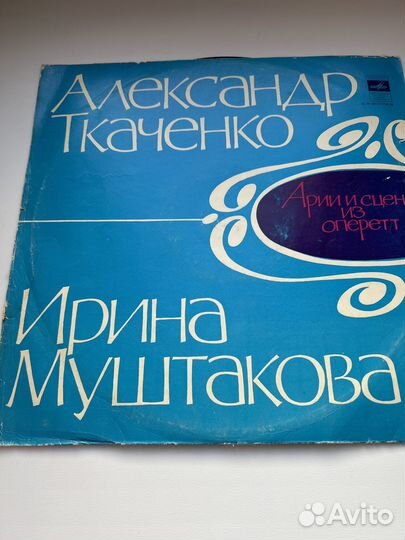 Александр
Ткаченко
Арии и сцен
из
оперетт
Ирина
Муштакова
Avito